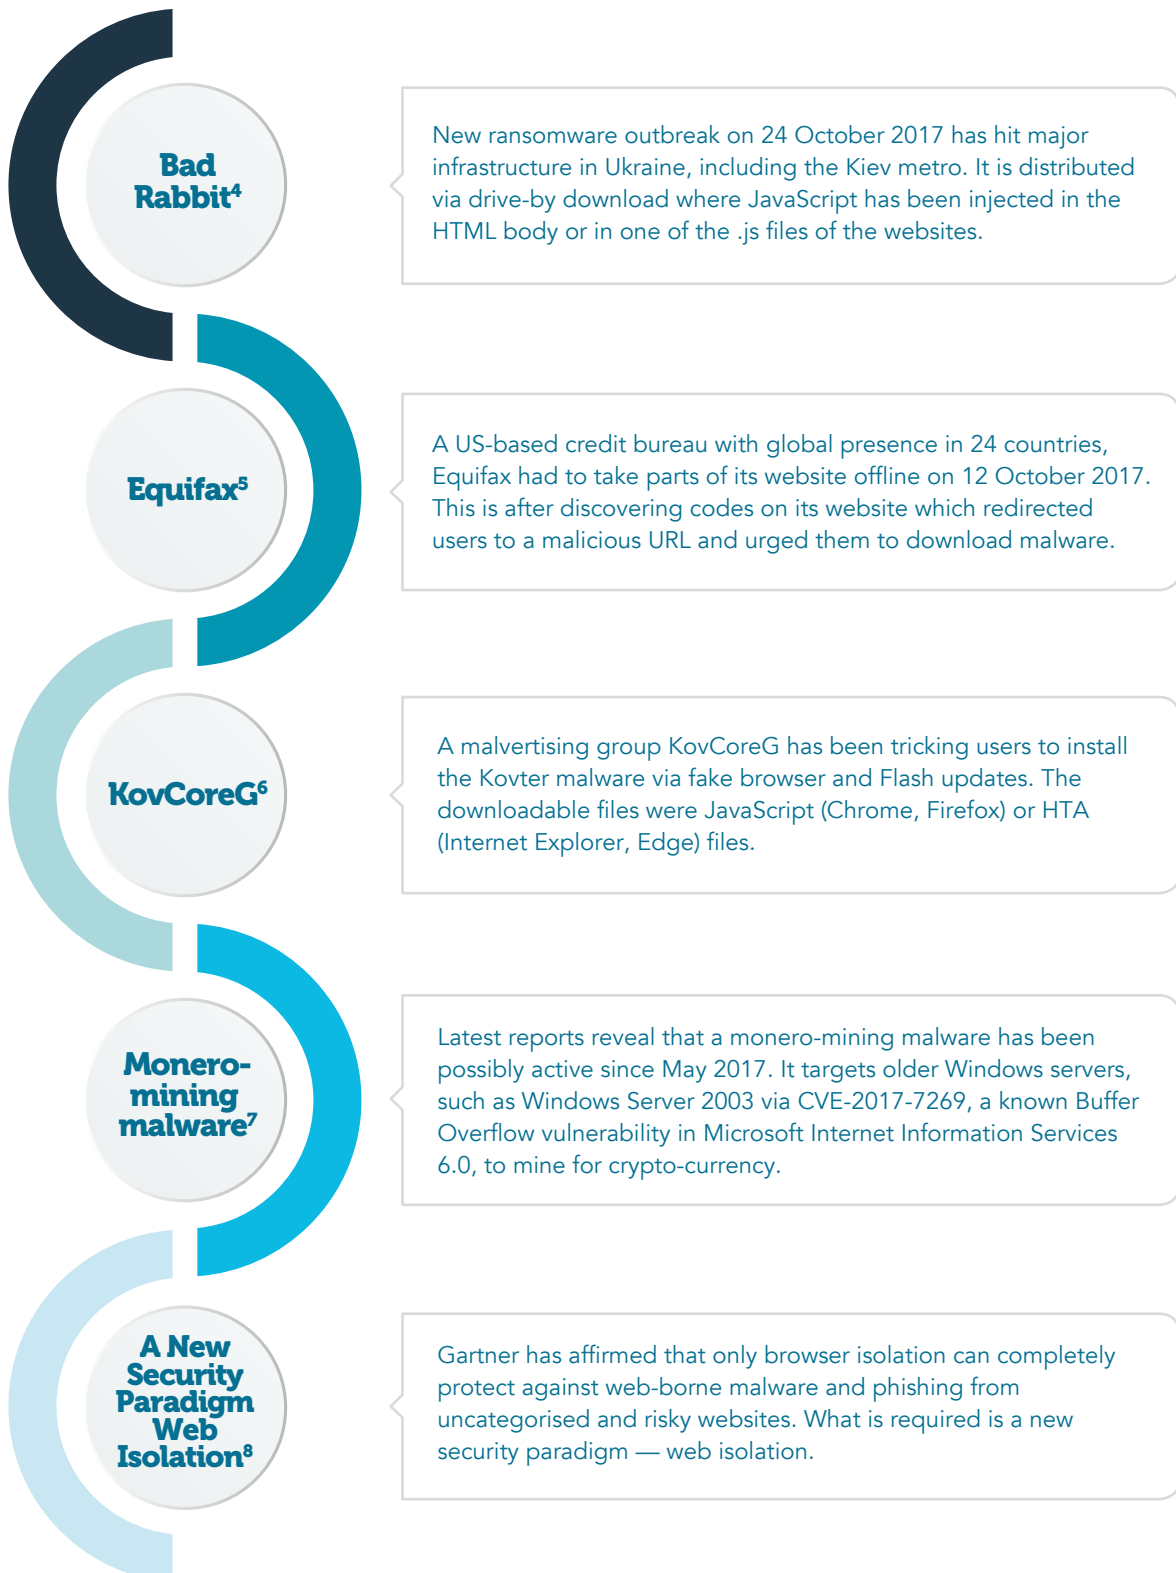 Bad
Rabbit⁴
New ransomware outbreak on 24 October 2017 has hit major
infrastructure in Ukraine, including the Kiev metro. It is distributed
via drive-by download where JavaScript has been injected in the
HTML body or in one of the .js files of the websites.
Equifax⁵
A US-based credit bureau with global presence in 24 countries,
Equifax had to take parts of its website offline on 12 October 2017.
This is after discovering codes on its website which redirected
users to a malicious URL and urged them to download malware.
KovCoreG⁶
A malvertising group KovCoreG has been tricking users to install
the Kovter malware via fake browser and Flash updates. The
downloadable files were JavaScript (Chrome, Firefox) or HTA
(Internet Explorer, Edge) files.
Monero-
mining
malware⁷
Latest reports reveal that a monero-mining malware has been
possibly active since May 2017. It targets older Windows servers,
such as Windows Server 2003 via CVE-2017-7269, a known Buffer
Overflow vulnerability in Microsoft Internet Information Services
6.0, to mine for crypto-currency.
A New
Security
Paradigm
Web
Isolation⁸
Gartner has affirmed that only browser isolation can completely
protect against web-borne malware and phishing from
uncategorised and risky websites. What is required is a new
security paradigm — web isolation.